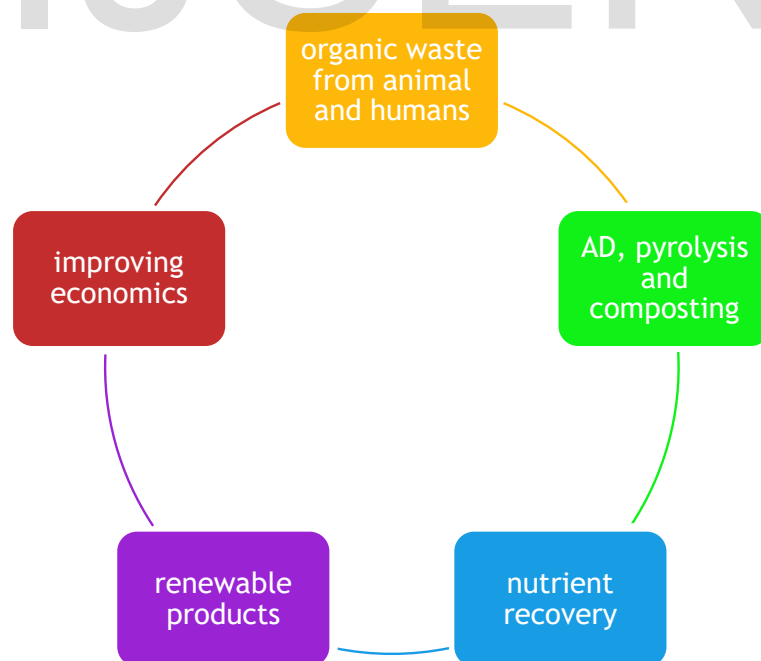 organic waste
from animal
and humans
AD, pyrolysis
and
composting
nutrient
recovery
renewable
products
improving
economics